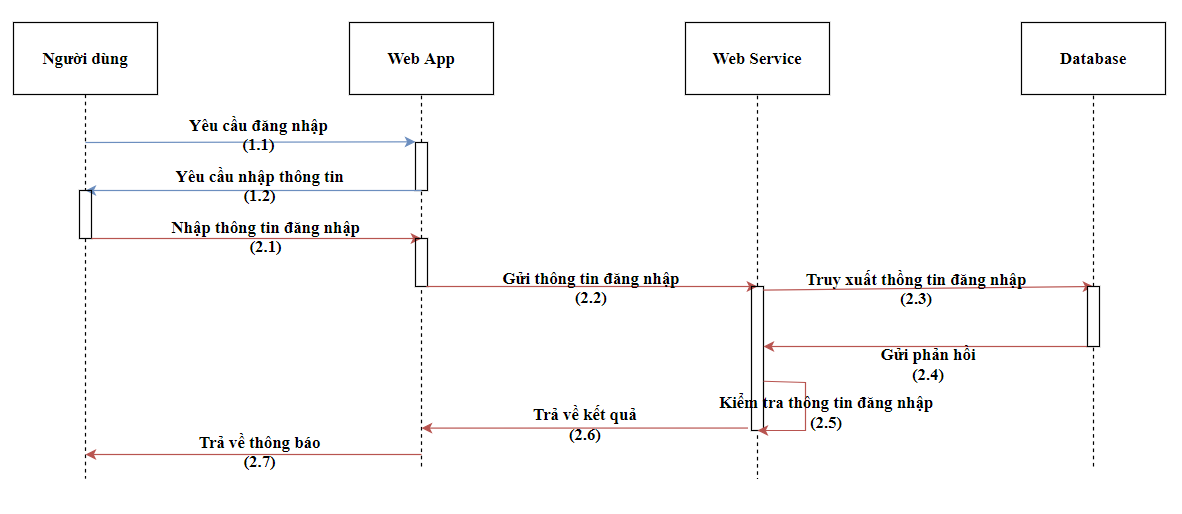 Người dùng
Web App
Web Service
Database
Yêu cầu đăng nhập
(1.1)
Yêu cầu nhập thông tin
(1.2)
Nhập thông tin đăng nhập
(2.1)
Gửi thông tin đăng nhập
(2.2)
Truy xuất thồng tin đăng nhập
(2.3)
Gửi phản hồi
(2.4)
Kiểm tra thông tin đăng nhập
(2.5)
Trả về kết quả
(2.6)
Trả về thông báo
(2.7)